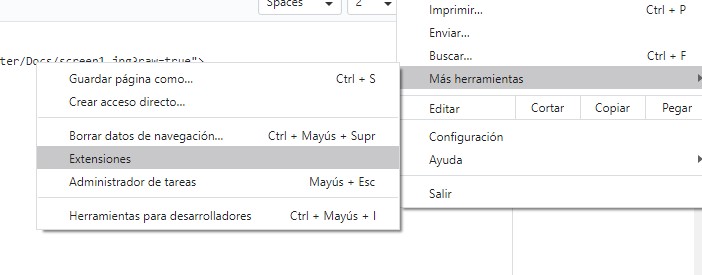 Spaces
2
ter/Docs/screen1.jpg?raw=true">
Imprimir... Ctrl + P
Enviar...
Buscar... Ctrl + F
Más herramientas
Editar Cortar Copiar Pegar
Configuración
Ayuda
Salir
Guardar página como... Ctrl + S
Crear acceso directo...
Borrar datos de navegación... Ctrl + Mayús + Supr
Extensiones
Administrador de tareas Mayús + Esc
Herramientas para desarrolladores Ctrl + Mayús + I